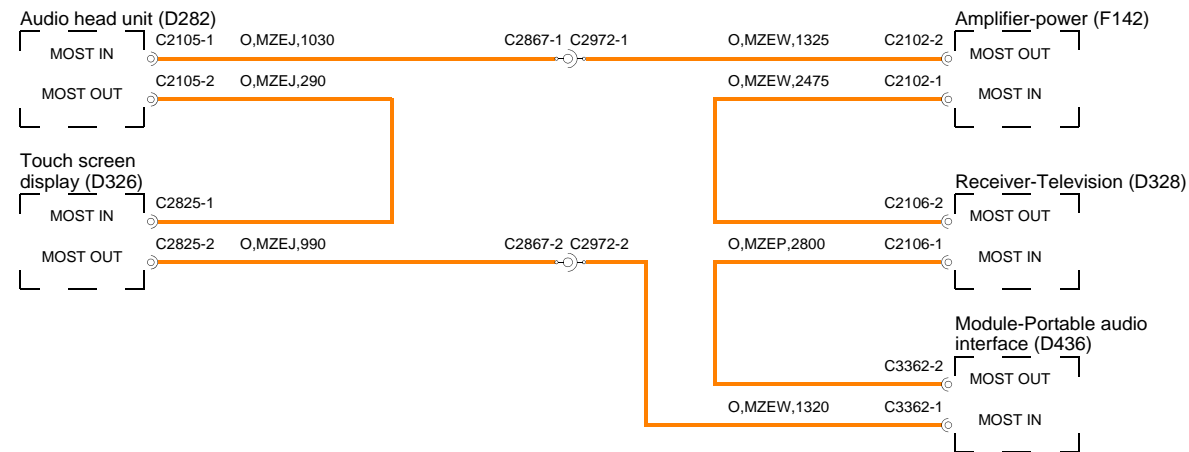 Audio head unit (D282)
MOST IN
C2105-1
O,MZEJ,1030
C2867-1 C2972-1
O,MZEW,1325
C2102-2
Amplifier-power (F142)
MOST OUT
MOST OUT
C2105-2
O,MZEJ,290
O,MZEW,2475
C2102-1
MOST IN
Touch screen
display (D326)
MOST IN
C2825-1
C2106-2
Receiver-Television (D328)
MOST OUT
MOST OUT
C2825-2
O,MZEJ,990
C2867-2 C2972-2
O,MZEP,2800
C2106-1
MOST IN
Module-Portable audio
interface (D436)
C3362-2
MOST OUT
O,MZEW,1320
C3362-1
MOST IN